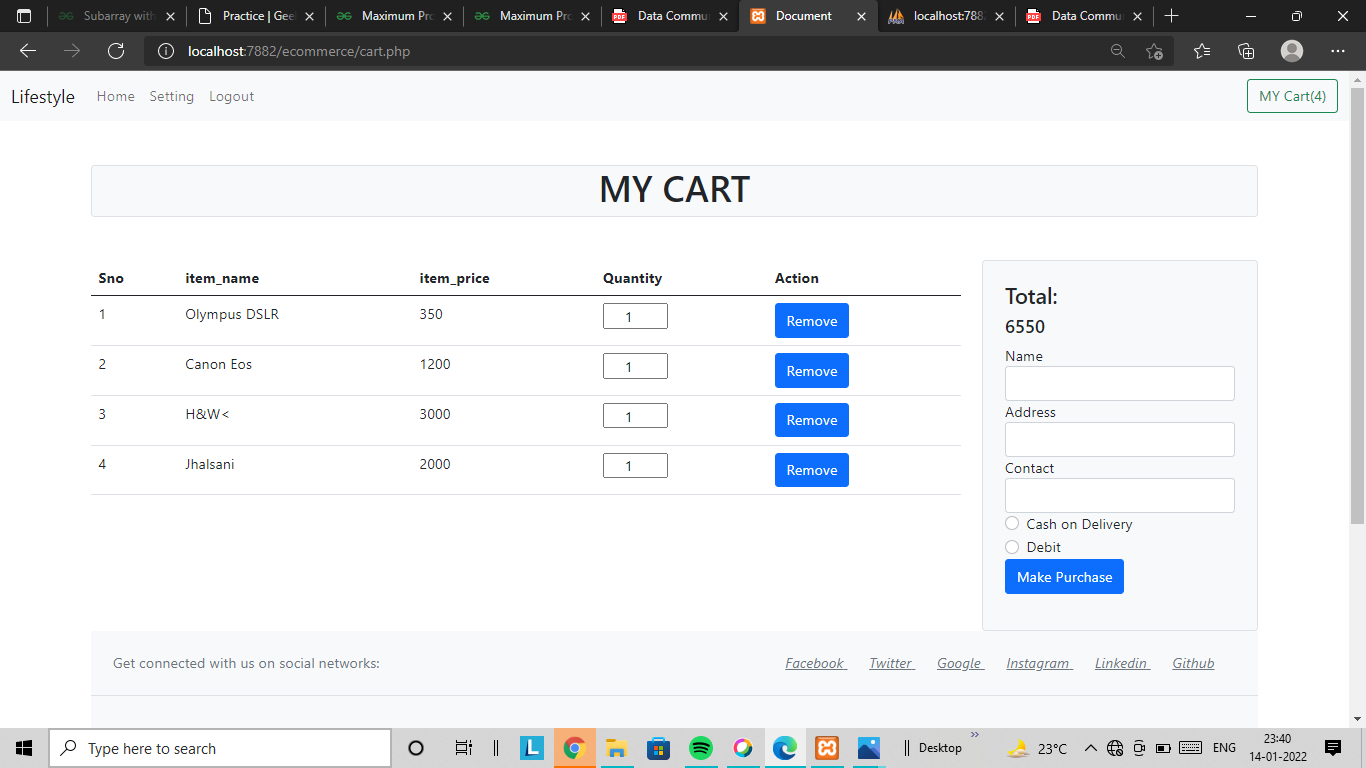 Subarray with
Practice | Gee
Maximum Pro
Maximum Pro
Data Commu
Document
localhost:788
Data Commu
localhost:7882/ecommerce/cart.php
Lifestyle Home Setting Logout MY Cart(4)
MY CART
Sno item_name item_price Quantity Action
1 Olympus DSLR 350 1 Remove
2 Canon Eos 1200 1 Remove
3 H&W< 3000 1 Remove
4 Jhalsani 2000 1 Remove
Total:
6550
Name
Address
Contact
Cash on Delivery
Debit
Make Purchase
Get connected with us on social networks: Facebook Twitter Google Instagram Linkedin Github
Type here to search
L
Desktop
23°C
ENG
23:40
14-01-2022